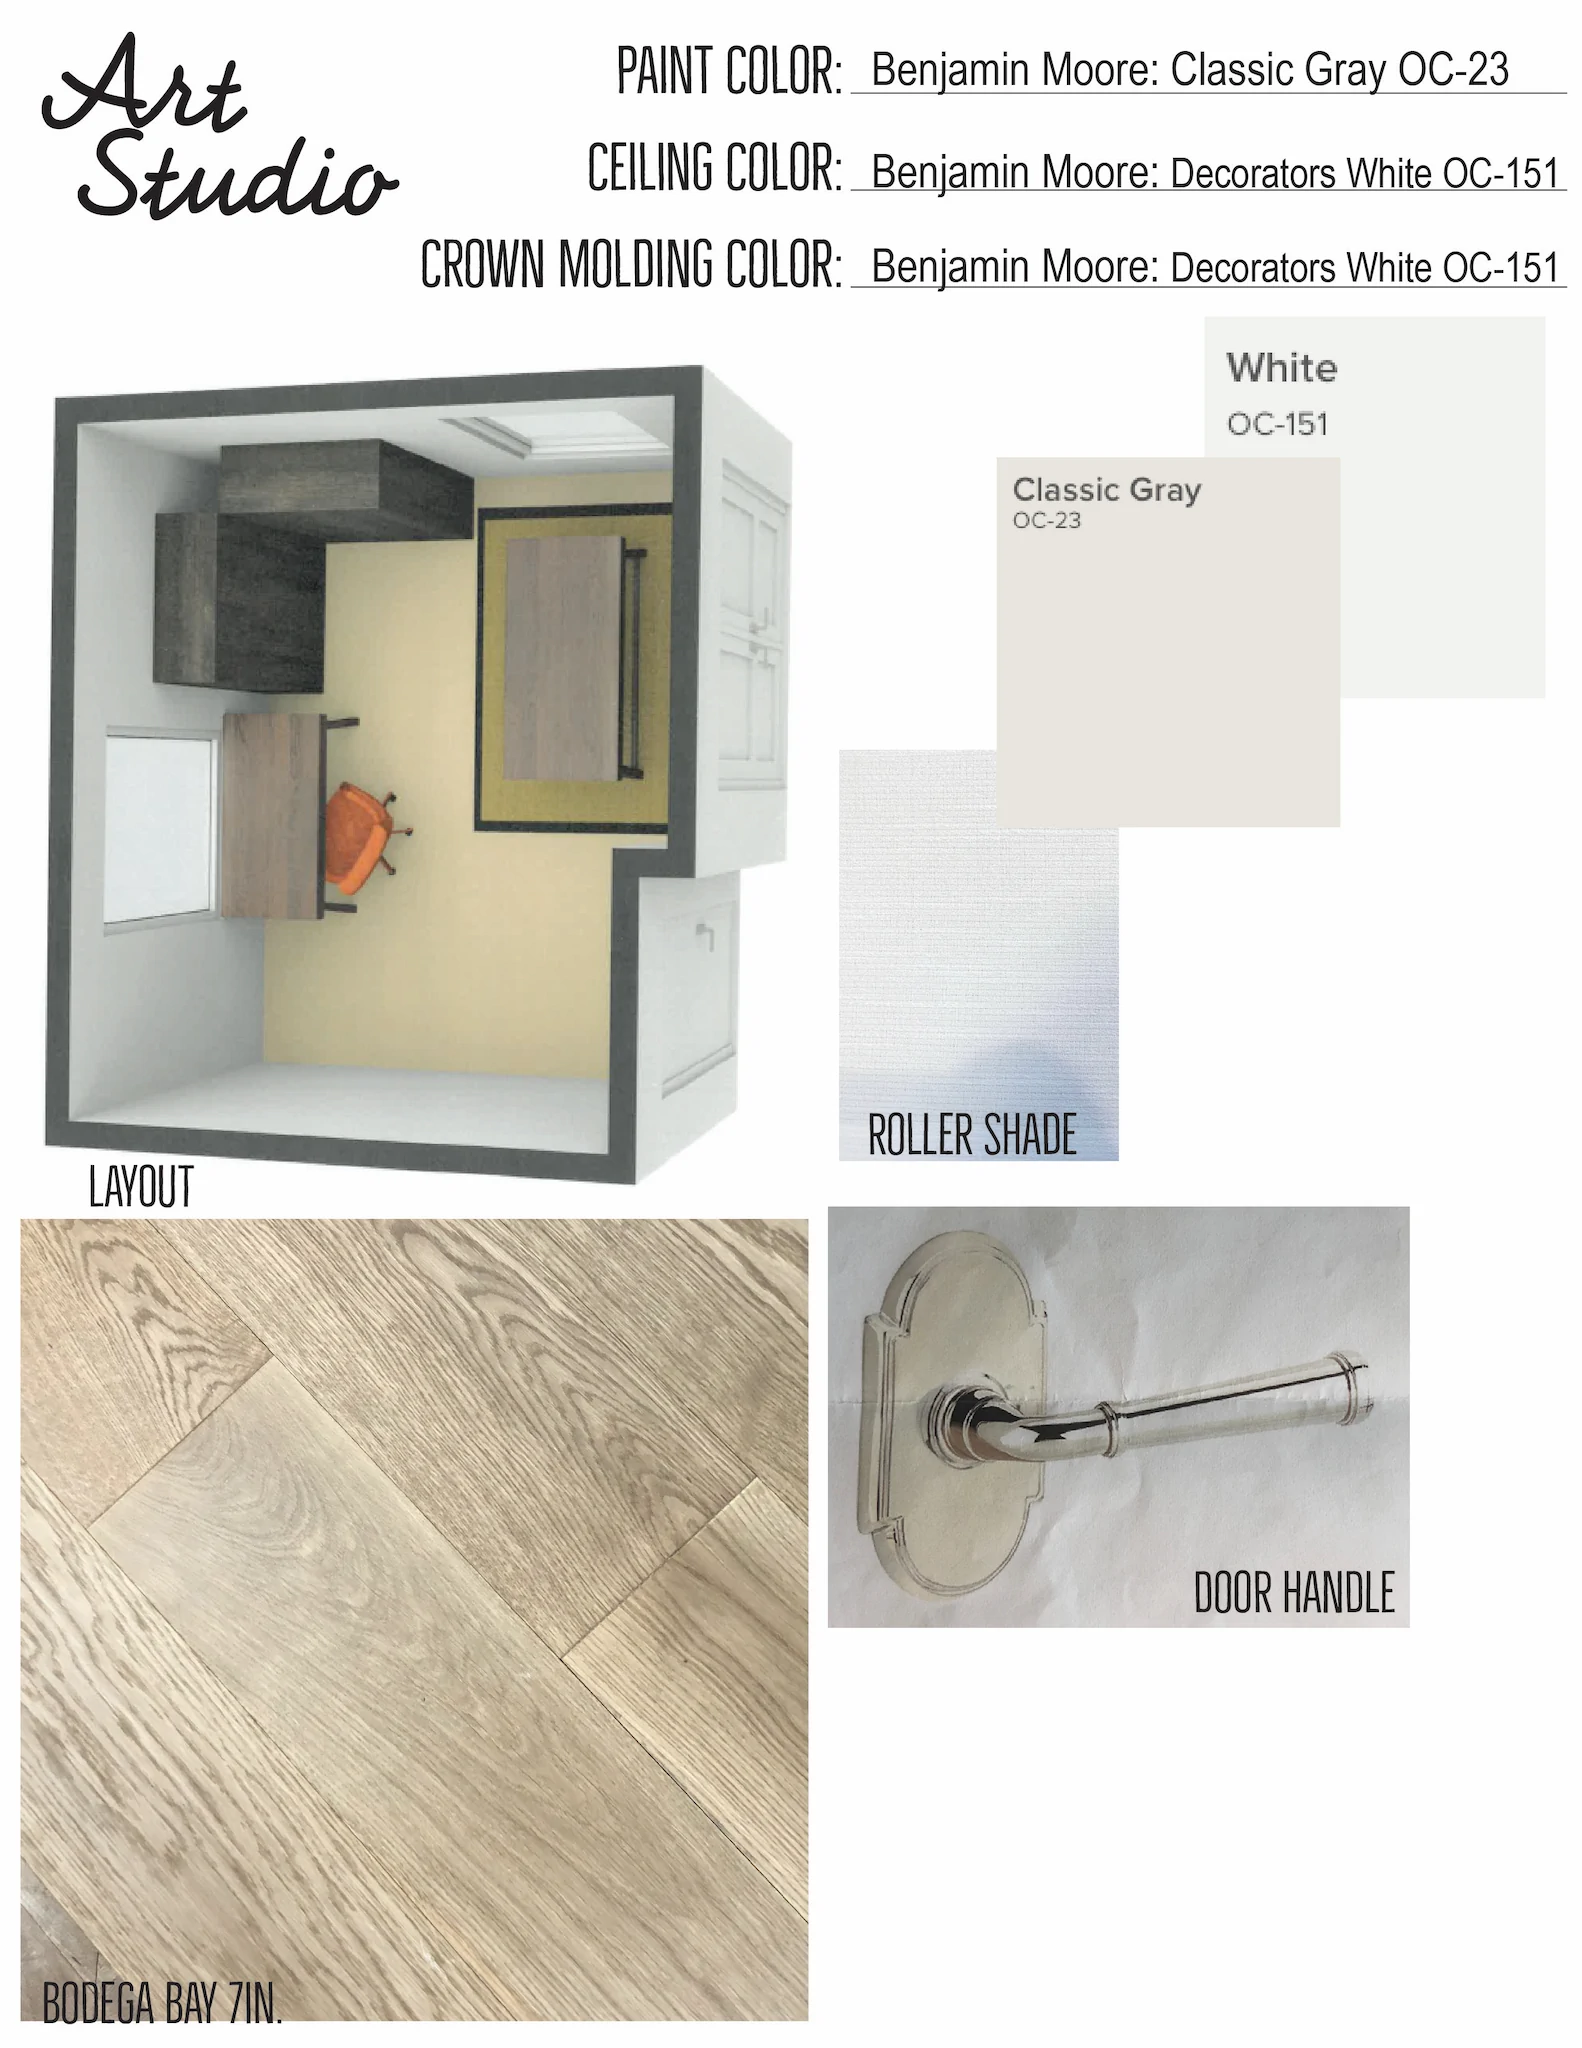 Art
Studio
PAINT COLOR: Benjamin Moore: Classic Gray OC-23
CEILING COLOR: Benjamin Moore: Decorators White OC-151
CROWN MOLDING COLOR: Benjamin Moore: Decorators White OC-151
White
OC-151
Classic Gray
OC-23
ROLLER SHADE
LAYOUT
DOOR HANDLE
BODEGA BAY 7IN.